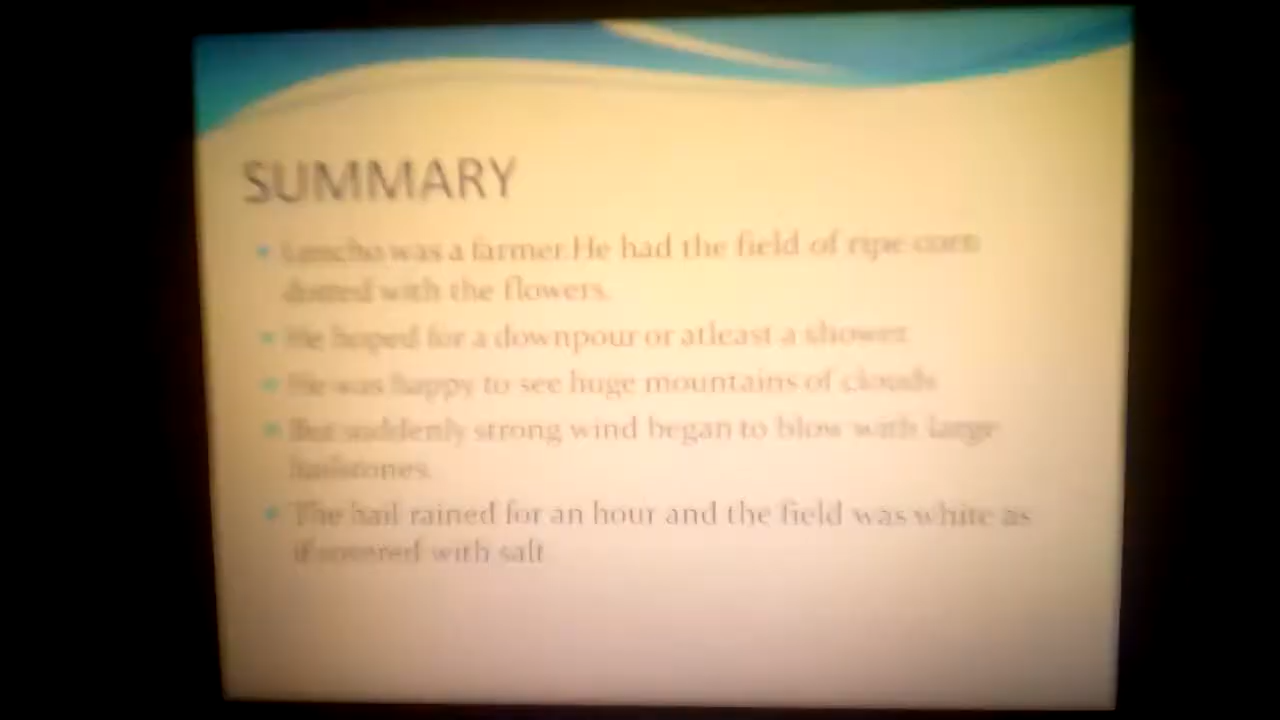 SUMMARY
Lencho was a farmer.He had the field of ripe corn
dotted with the flowers.
He hoped for a downpour or atleast a shower
He was happy to see huge mountains of clouds
But suddenly strong wind began to blow with large
hailstones.
The hail rained for an hour and the field was white as
if covered with salt